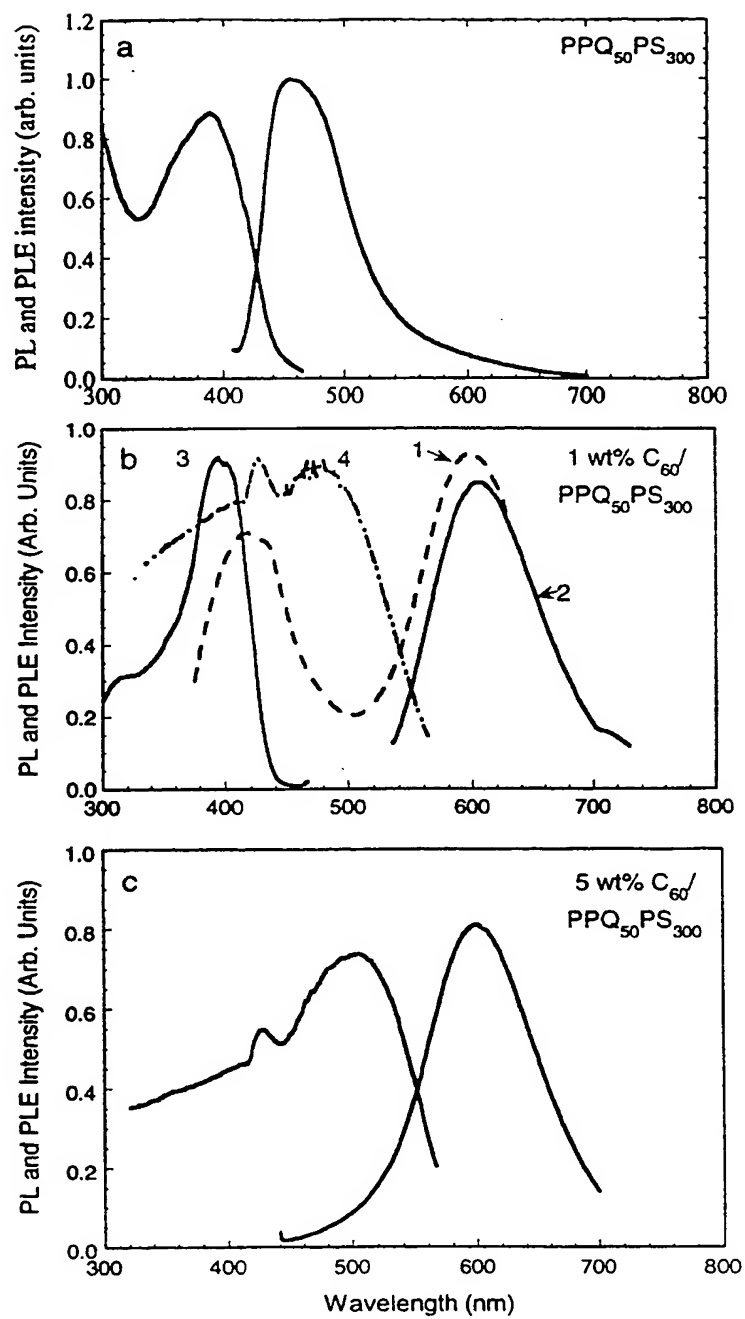 a
PPQ50PS300
PL and PLE intensity (arb. units)
1.2
1.0
0.8
0.6
0.4
0.2
0.0
300 400 500 600 700 800
b
3
4
1
2
1 wt% C60/
PPQ50PS300
PL and PLE Intensity (Arb. Units)
1.0
0.8
0.6
0.4
0.2
0.0
300 400 500 600 700 800
c
5 wt% C60/
PPQ50PS300
PL and PLE Intensity (Arb. Units)
1.0
0.8
0.6
0.4
0.2
0.0
300 400 500 600 700 800
Wavelength (nm)